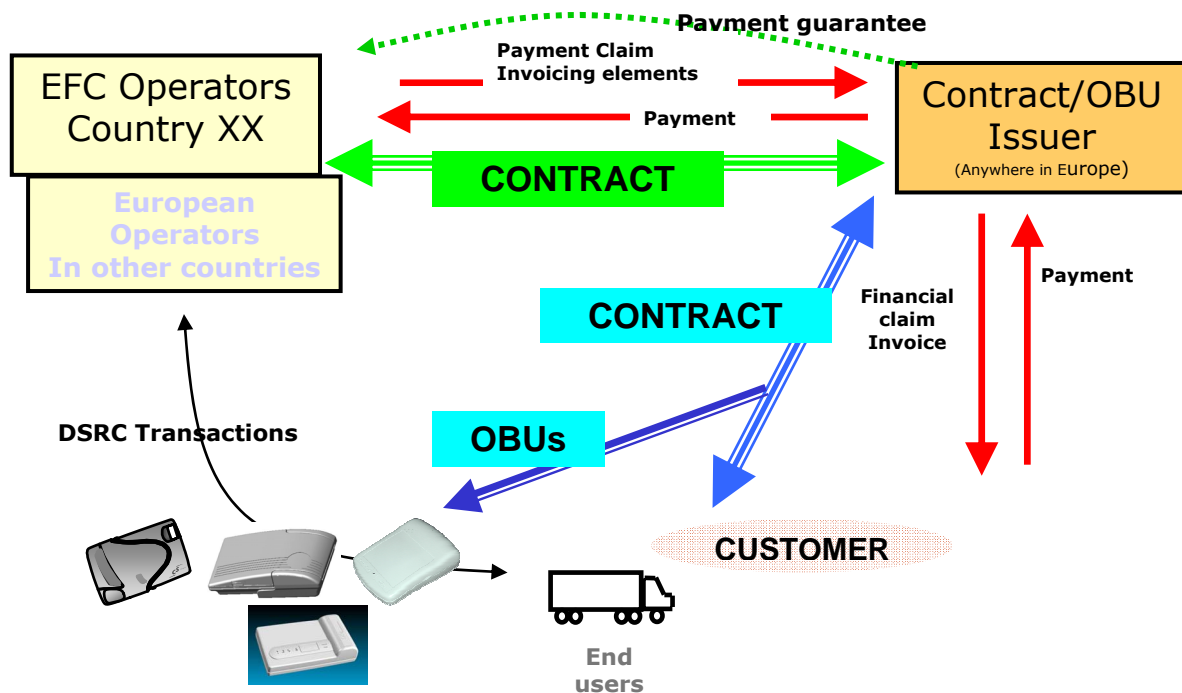 Payment guarantee
Payment Claim
Invoicing elements
EFC Operators
Country XX
Contract/OBU
Issuer
(Anywhere in Europe)
Payment
CONTRACT
European
Operators
In other countries
Payment
Financial
claim
Invoice
CONTRACT
DSRC Transactions
OBUs
CUSTOMER
End
users